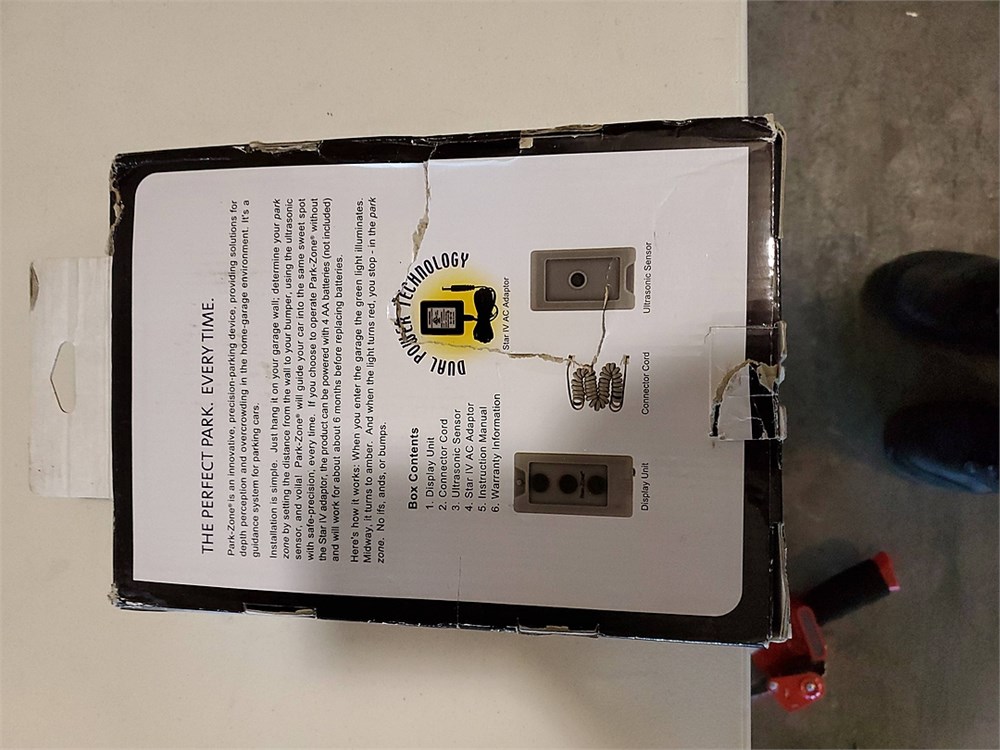 THE PERFECT PARK. EVERY TIME.
Park-Zone® is an innovative, precision-parking device, providing solutions for
depth perception and overcrowding in the home-garage environment. It's a
guidance system for parking cars.
Installation is simple. Just hang it on your garage wall; determine your park
zone by setting the distance from the wall to your bumper, using the ultrasonic
sensor, and voila! Park-Zone® will guide your car into the same sweet spot
with safe-precision, every time. If you choose to operate Park-Zone® without
the Star IV adaptor, the product can be powered with 4 AA batteries (not included)
and will work for about about 6 months before replacing batteries.
Here's how it works: When you enter the garage the green light illuminates.
Midway, it turns to amber. And when the light turns red, you stop - in the park
zone. No ifs, ands, or bumps.
Box Contents
1. Display Unit
2. Connector Cord
3. Ultrasonic Sensor
4. Star IV AC Adaptor
5. Instruction Manual
6. Warranty Information
DUAL POWER TECHNOLOGY
Star IV AC Adaptor
Display Unit
Connector Cord
Ultrasonic Sensor